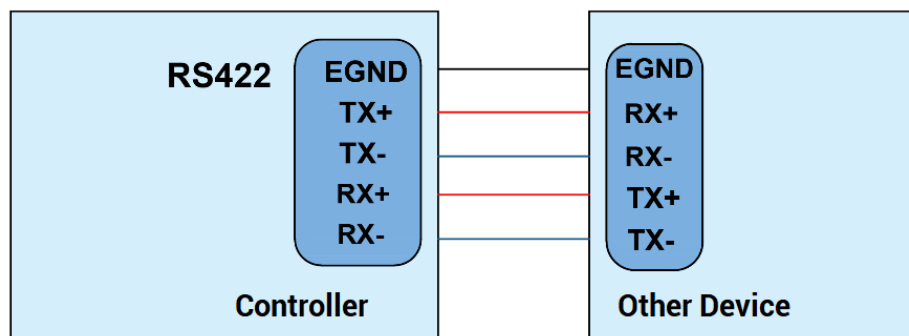 RS422
EGND
TX+
TX-
RX+
RX-
Controller
EGND
RX+
RX-
TX+
TX-
Other Device